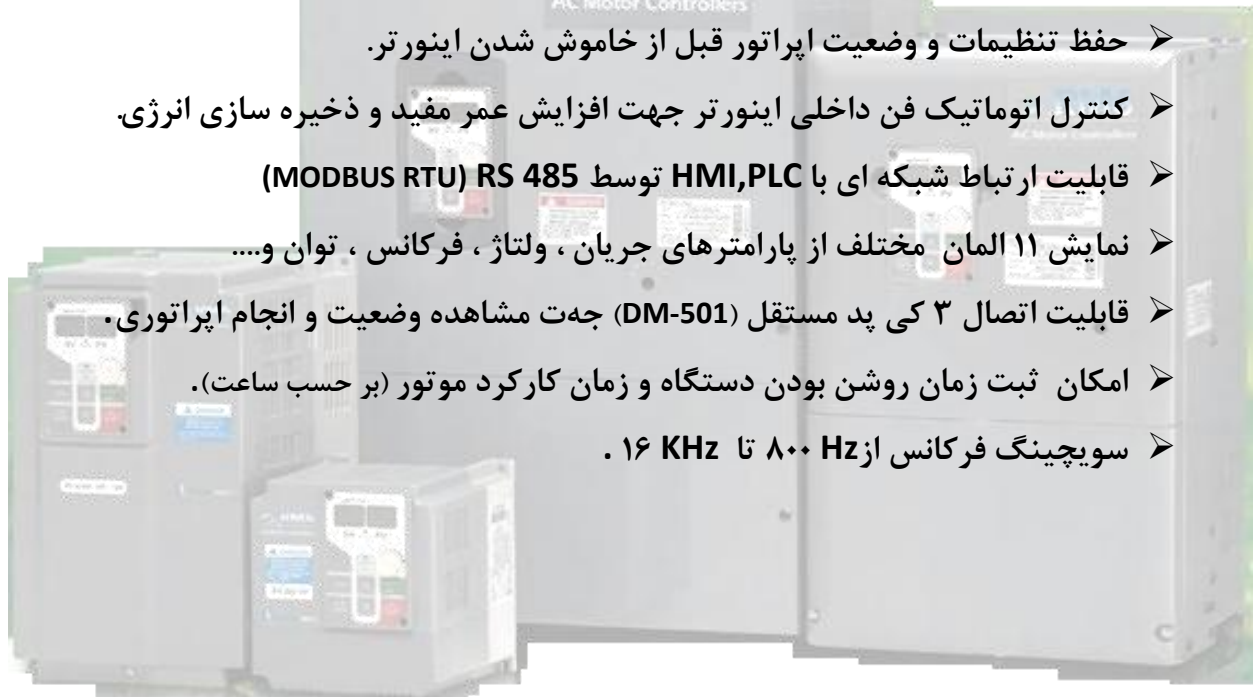 AC Motor Controllers
➢ حفظ تنظیمات و وضعیت اپراتور قبل از خاموش شدن اینورتر.
➢ کنترل اتوماتیک فن داخلی اینورتر جهت افزایش عمر مفید و ذخیره سازی انرژی.
➢ قابلیت ارتباط شبکه ای با HMI,PLC توسط RS 485 (MODBUS RTU)
➢ نمایش ۱۱ المان مختلف از پارامترهای جریان ، ولتاژ ، فرکانس ، توان و....
➢ قابلیت اتصال ۳ کی پد مستقل (DM-501) جهت مشاهده وضعیت و انجام اپراتوری.
➢ امکان ثبت زمان روشن بودن دستگاه و زمان کارکرد موتور (بر حسب ساعت).
➢ سویچینگ فرکانس از۸۰۰ Hz تا ۱۶ KHz .